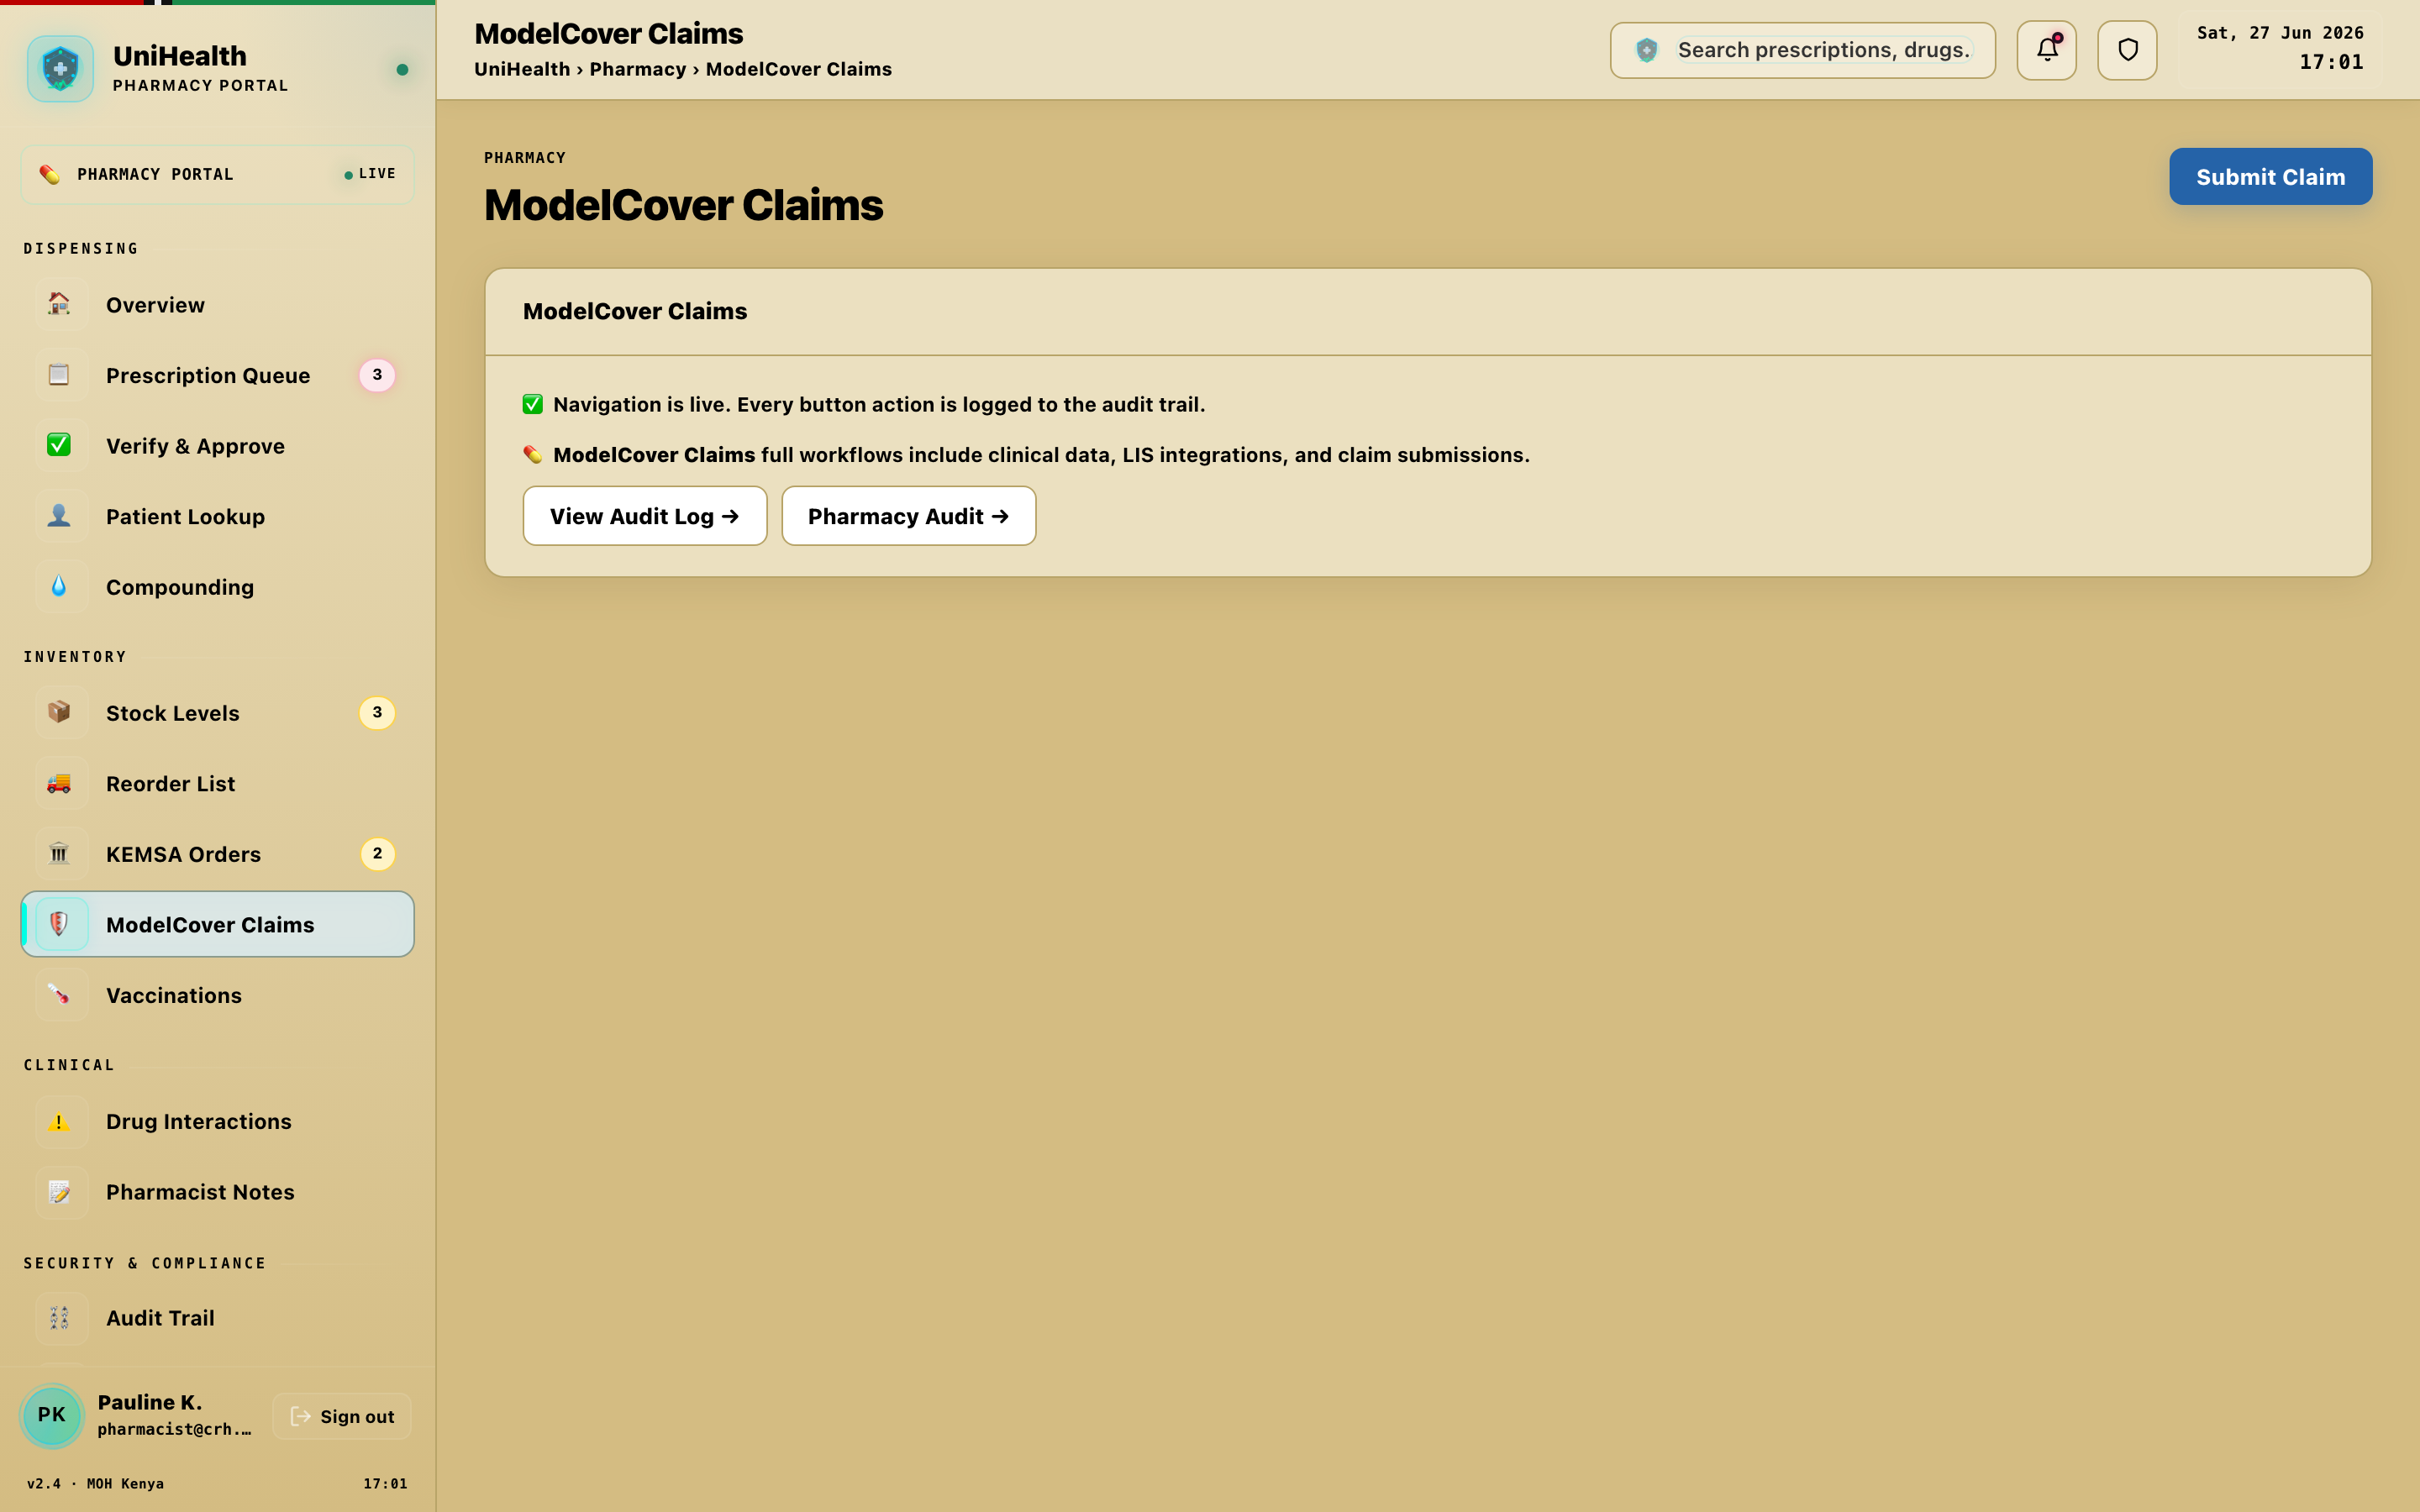 UniHealth
PHARMACY PORTAL
PHARMACY PORTAL
LIVE
DISPENSING
Overview
Prescription Queue
3
Verify & Approve
Patient Lookup
Compounding
INVENTORY
Stock Levels
3
Reorder List
KEMSA Orders
2
ModelCover Claims
Vaccinations
CLINICAL
Drug Interactions
Pharmacist Notes
SECURITY & COMPLIANCE
Audit Trail
PK
Pauline K.
pharmacist@crh.…
Sign out
v2.4 · MOH Kenya
17:01
ModelCover Claims
UniHealth › Pharmacy › ModelCover Claims
Search prescriptions, drugs.
Sat, 27 Jun 2026
17:01
PHARMACY
ModelCover Claims
Submit Claim
ModelCover Claims
✅ Navigation is live. Every button action is logged to the audit trail.
💊 ModelCover Claims full workflows include clinical data, LIS integrations, and claim submissions.
View Audit Log →
Pharmacy Audit →